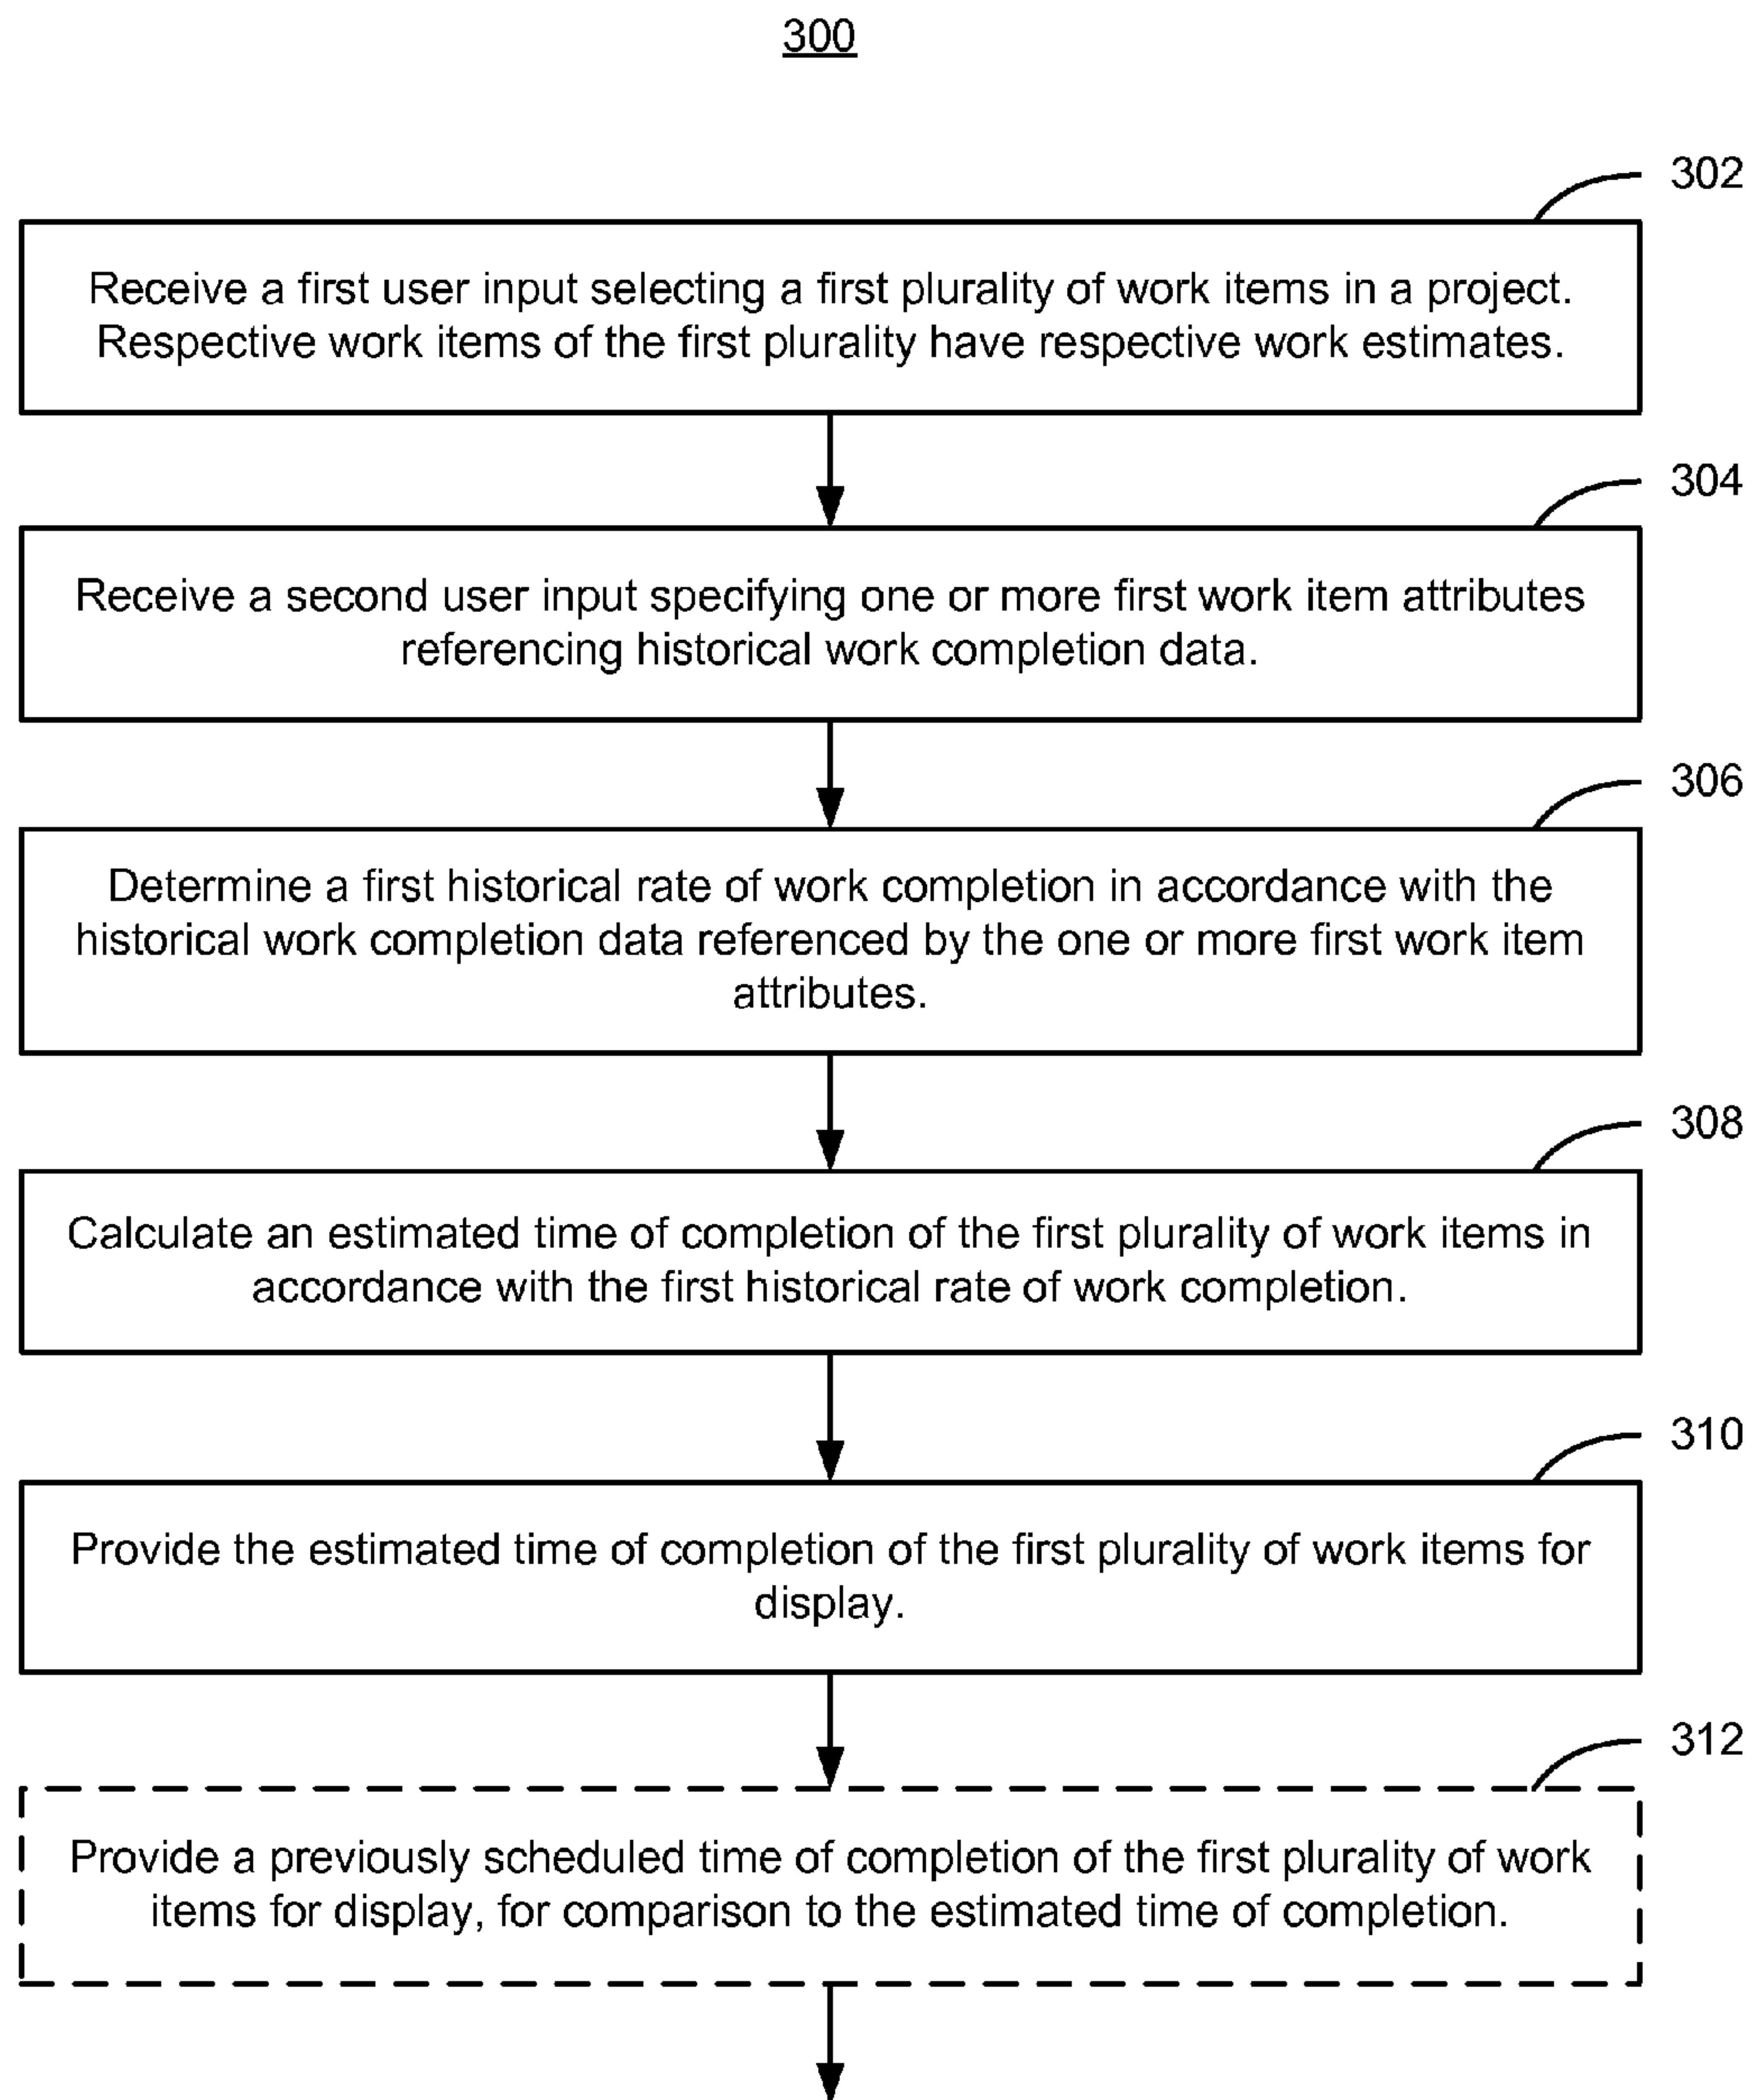 300
302
Receive a first user input selecting a first plurality of work items in a project.
Respective work items of the first plurality have respective work estimates.
304
Receive a second user input specifying one or more first work item attributes
referencing historical work completion data.
306
Determine a first historical rate of work completion in accordance with the
historical work completion data referenced by the one or more first work item
attributes.
308
Calculate an estimated time of completion of the first plurality of work items in
accordance with the first historical rate of work completion.
310
Provide the estimated time of completion of the first plurality of work items for
display.
312
Provide a previously scheduled time of completion of the first plurality of work
items for display, for comparison to the estimated time of completion.